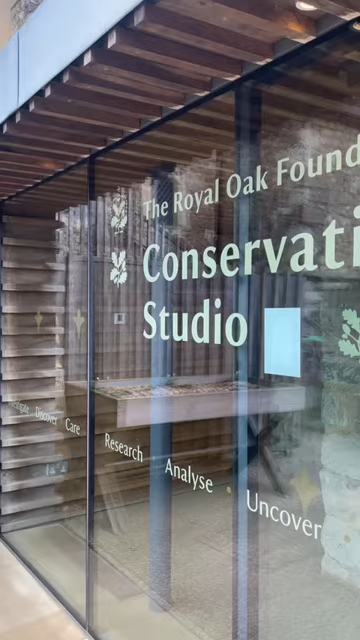 The Royal Oak Found
Conservati
Studio
Discover Care Research Analyse Uncover